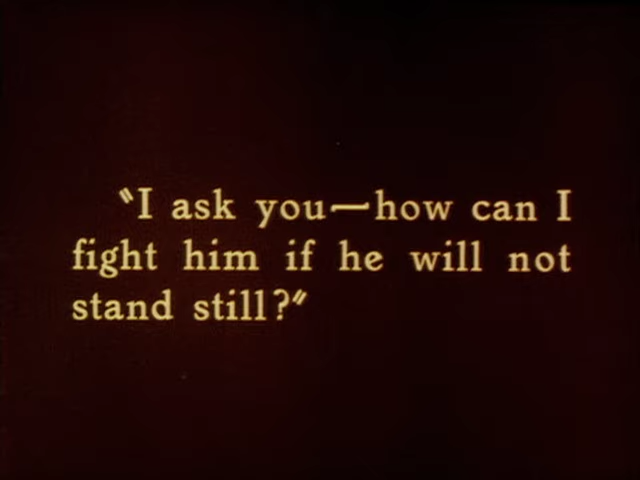 "I ask you—how can I
fight him if he will not
stand still?"